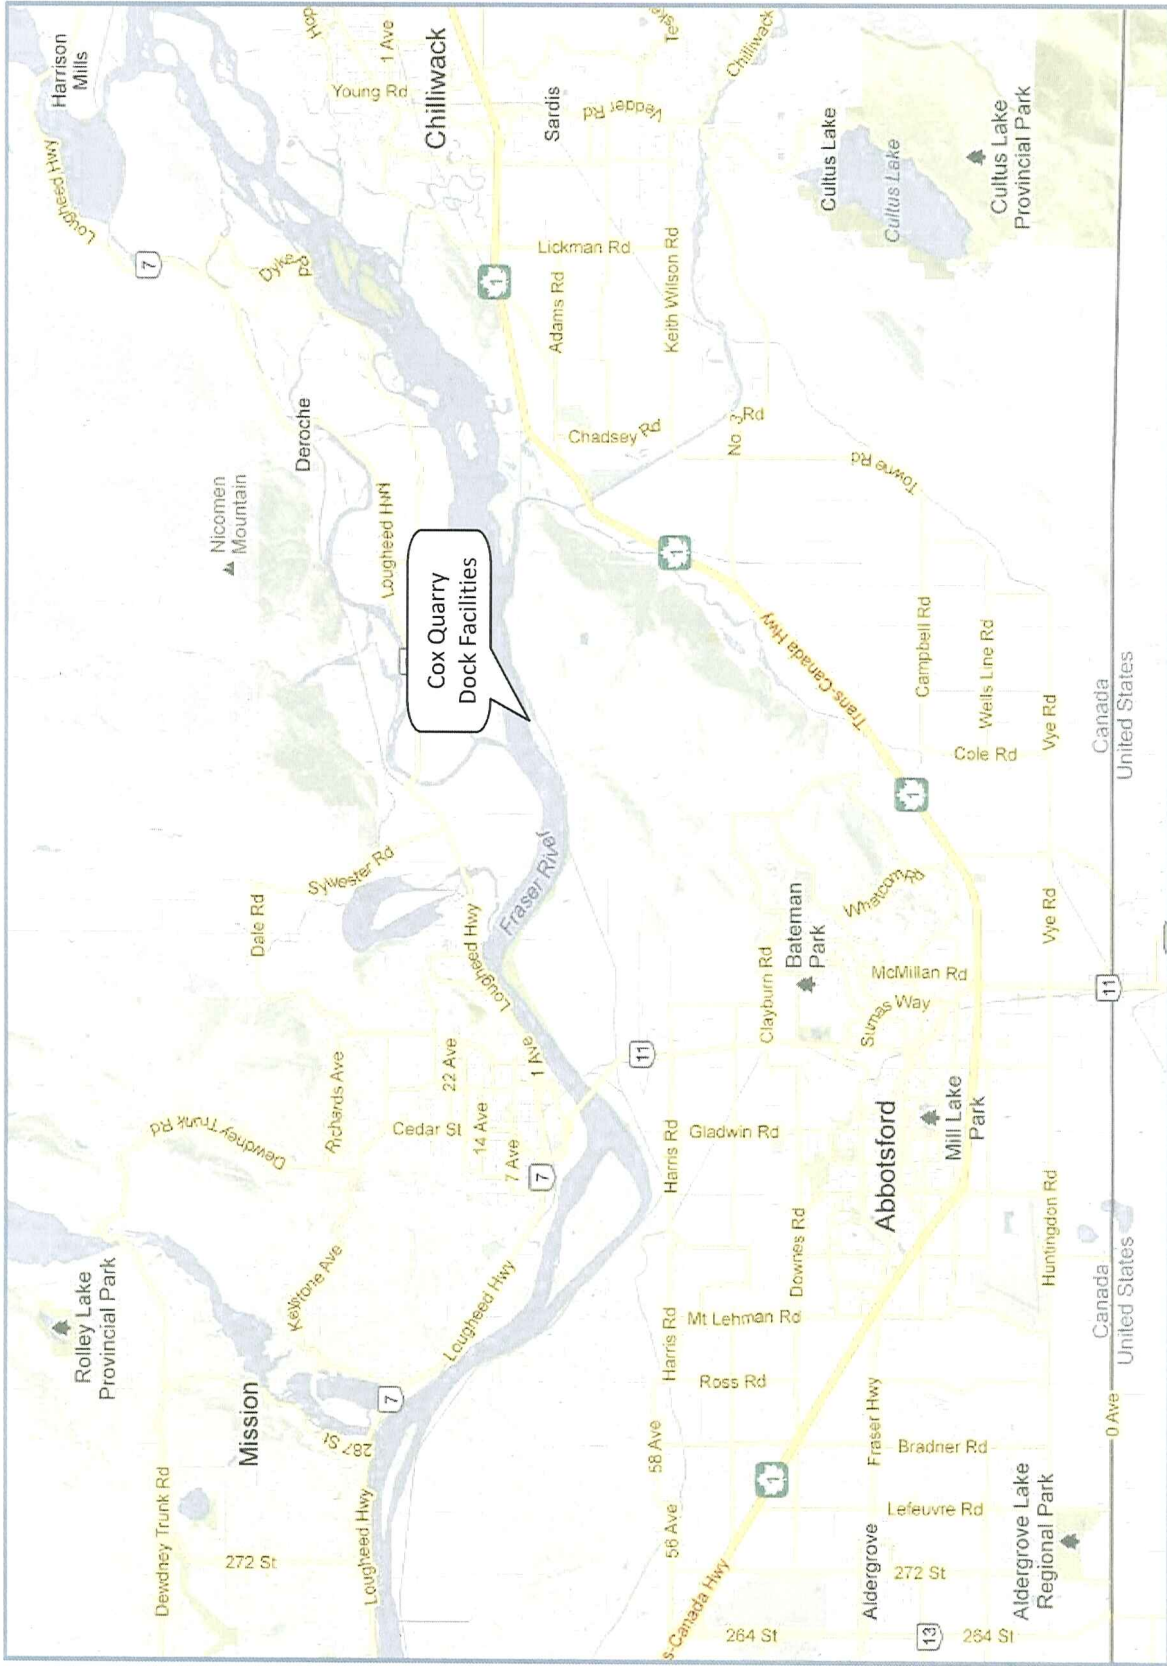 Harrison
Mills
Lougheed Hwy
7
Rolley Lake
Provincial Park
Dewdney Trunk Rd
Dewdney Trunk Rd
Mission
272 St
Keystone Ave
Dale Rd
Nicomen
Mountain
Dyke Rd
Deroche
Hop
1 Ave
Young Rd
287 St
Richards Ave
Sylvester Rd
Lougheed Hwy
7
Lougheed Hwy
Cedar St
22 Ave
14 Ave
7 Ave
1 Ave
7
Lougheed Hwy
Lougheed Hwy
Fraser River
Cox Quarry
Dock Facilities
Chilliwack
1
Sardis
Adams Rd
Lickman Rd
Vedder Rd
Chadsey Rd
Keith Wilson Rd
Chilliwack
No 3 Rd
Towne Rd
11
1
s-Canada Hwy
56 Ave
58 Ave
Harris Rd
Harris Rd
264 St
Ross Rd
Mt Lehman Rd
Gladwin Rd
Clayburn Rd
Downes Rd
1
Bateman
Park
Trans-Canada Hwy
Cultus Lake
Cultus Lake
Cultus Lake
Provincial Park
Aldergrove
Fraser Hwy
Abbotsford
Sumas Way
Whatcom Rd
McMillan Rd
1
Campbell Rd
272 St
Bradner Rd
Lefeuvre Rd
13
264 St
Mill Lake
Park
Cole Rd
Wells Line Rd
Aldergrove Lake
Regional Park
Huntingdon Rd
Vye Rd
Vye Rd
0 Ave
Canada
United States
11
Canada
United States